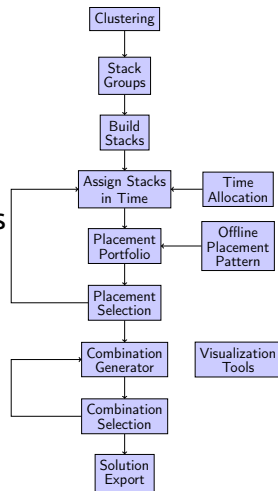 Clustering
Stack
Groups
Build
Stacks
Assign Stacks
in Time
Time
Allocation
s
Placement
Portfolio
Offline
Placement
Pattern
Placement
Selection
Combination
Generator
Visualization
Tools
Combination
Selection
Solution
Export